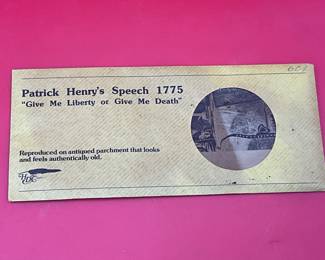 Patrick Henry's Speech 1775
"Give Me Liberty or Give Me Death"
Reproduced on antiqued parchment that looks
and feels authentically old.